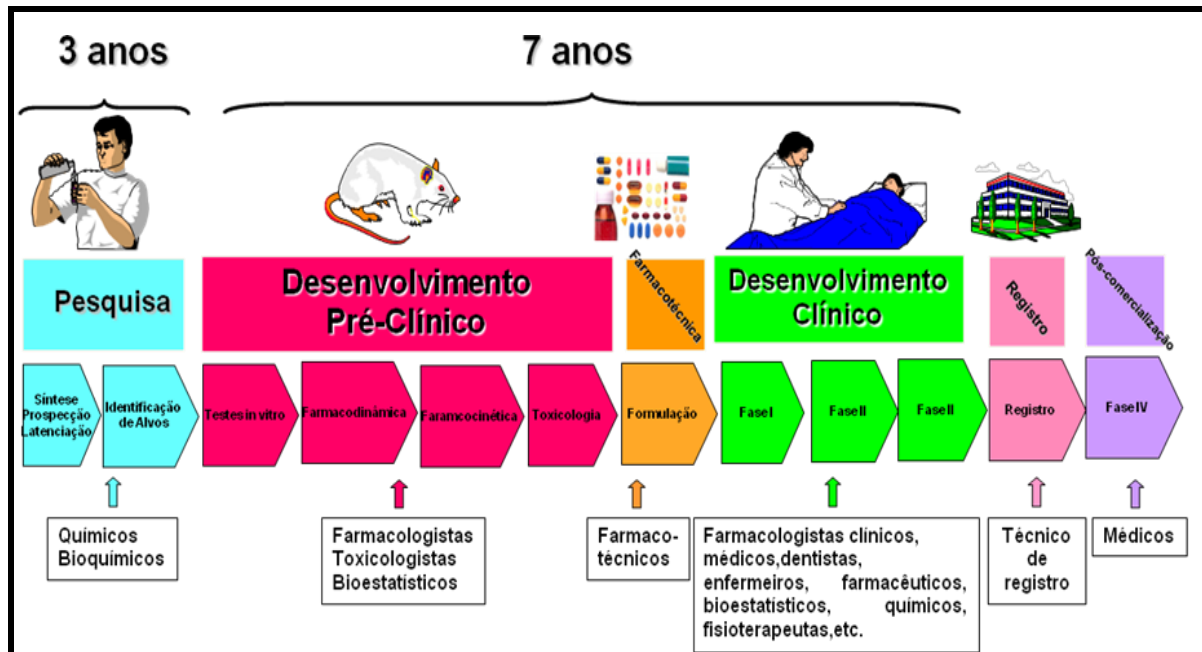 3 anos
7 anos
Pesquisa
Desenvolvimento
Pré-Clínico
Farmacotécnica
Desenvolvimento
Clínico
Registro
Pós-comercialização
Síntese
Prospecção
Latenciação
Identificação
de Alvos
Testes in vitro
Farmacodinâmica
Faramcocinética
Toxicologia
Formulação
Fase I
Fase II
Fase II
Registro
Fase IV
Químicos
Bioquímicos
Farmacologistas
Toxicologistas
Bioestatísticos
Farmaco-
técnicos
Farmacologistas clínicos,
médicos,dentistas,
enfermeiros, farmacêuticos,
bioestatísticos, químicos,
fisioterapeutas,etc.
Técnico
de
registro
Médicos